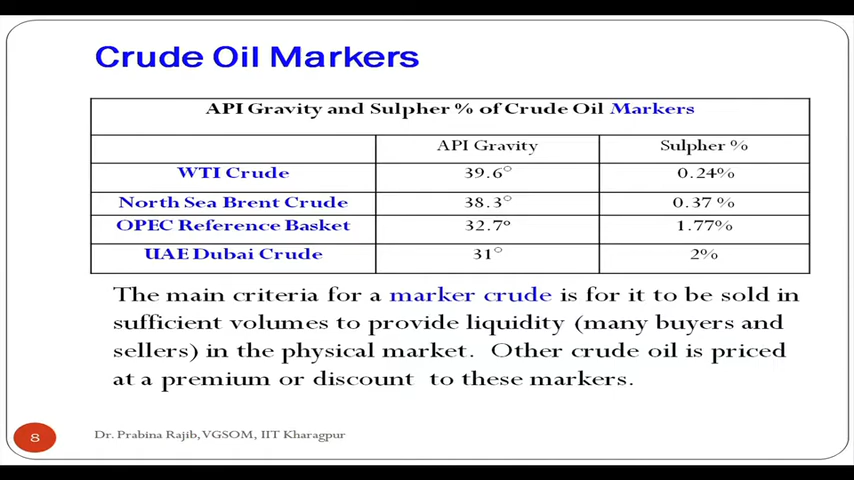 Crude Oil Markers
API Gravity and Sulpher % of Crude Oil Markers
API Gravity Sulpher %
WTI Crude 39.6° 0.24%
North Sea Brent Crude 38.3° 0.37 %
OPEC Reference Basket 32.7º 1.77%
UAE Dubai Crude 31° 2%
The main criteria for a marker crude is for it to be sold in
sufficient volumes to provide liquidity (many buyers and
sellers) in the physical market. Other crude oil is priced
at a premium or discount to these markers.
8 Dr. Prabina Rajib, VGSOM, IIT Kharagpur